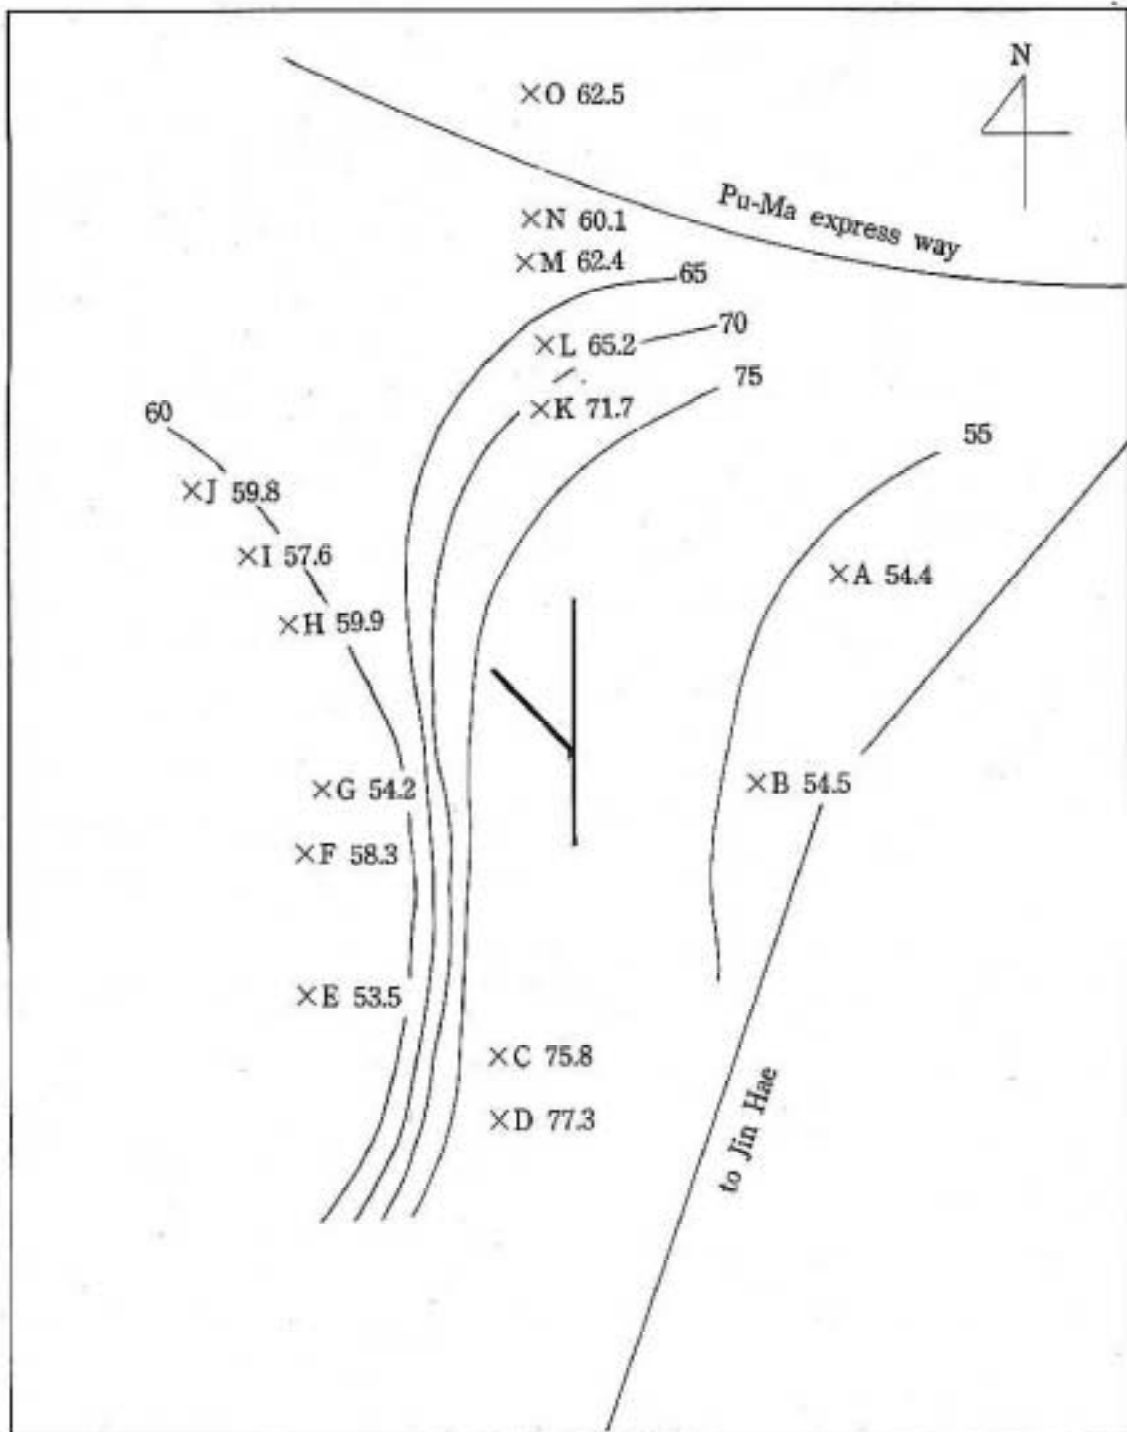 N
×O 62.5
Pu-Ma express way
×N 60.1
×M 62.4
65
70
×L 65.2
75
×K 71.7
60
55
×J 59.8
×I 57.6
×A 54.4
×H 59.9
×G 54.2
×B 54.5
×F 58.3
×E 53.5
×C 75.8
×D 77.3
to Jin Hae